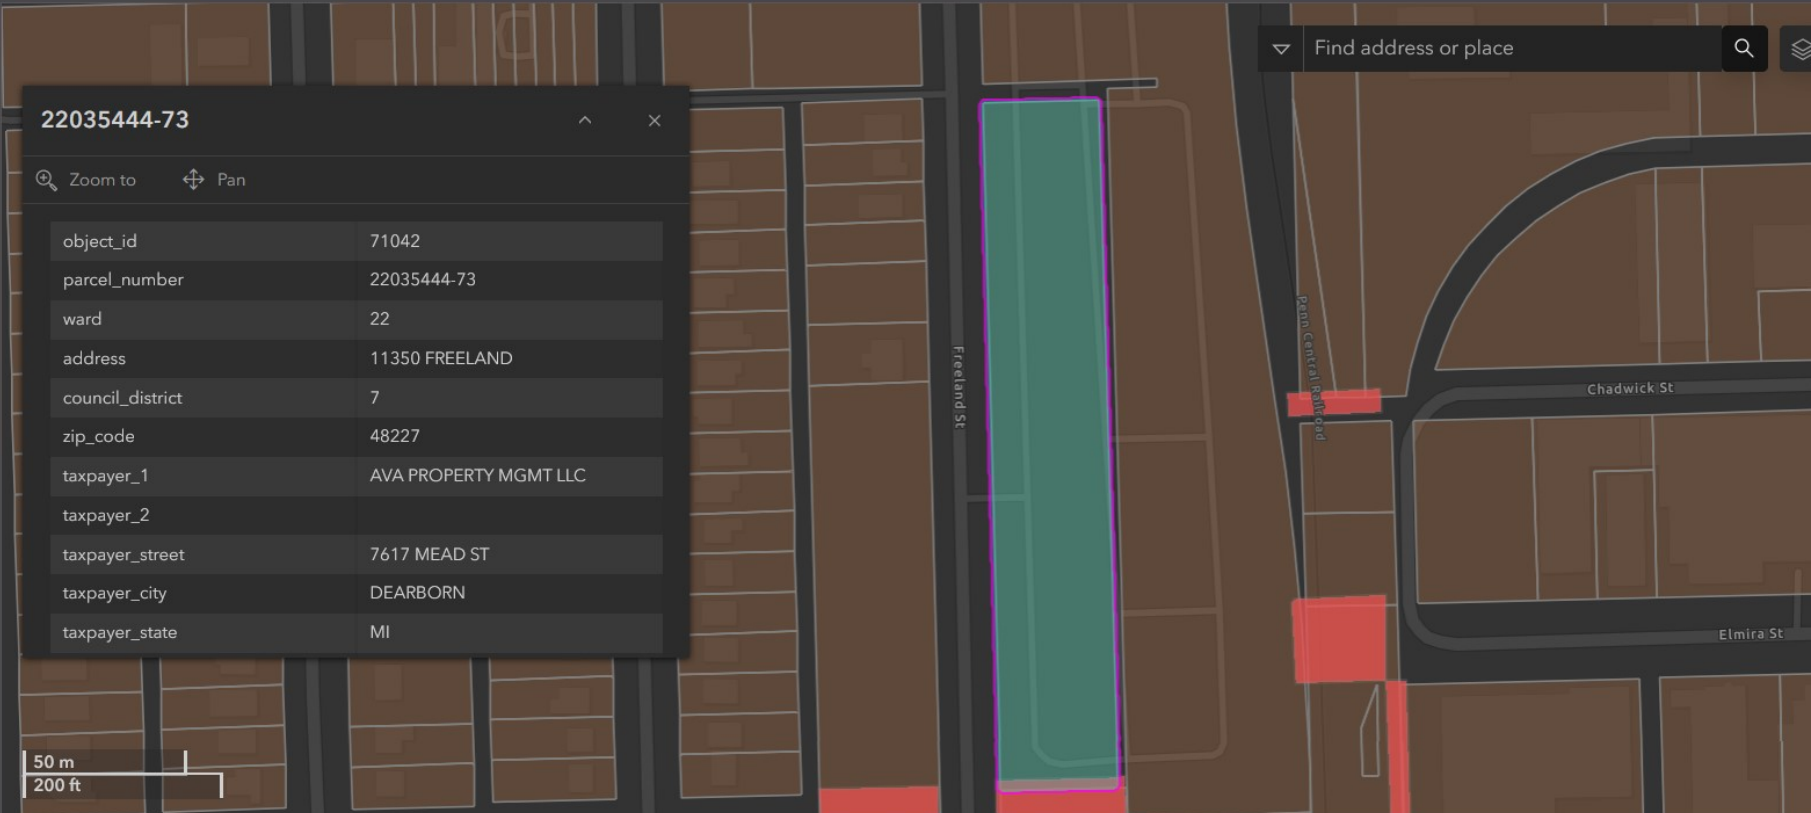 Find address or place
22035444-73
Zoom to
Pan
object_id 71042
parcel_number 22035444-73
ward 22
address 11350 FREELAND
council_district 7
zip_code 48227
taxpayer_1 AVA PROPERTY MGMT LLC
taxpayer_2
taxpayer_street 7617 MEAD ST
taxpayer_city DEARBORN
taxpayer_state MI
Freeland St
Penn Central Railroad
Chadwick St
Elmira St
50 m
200 ft